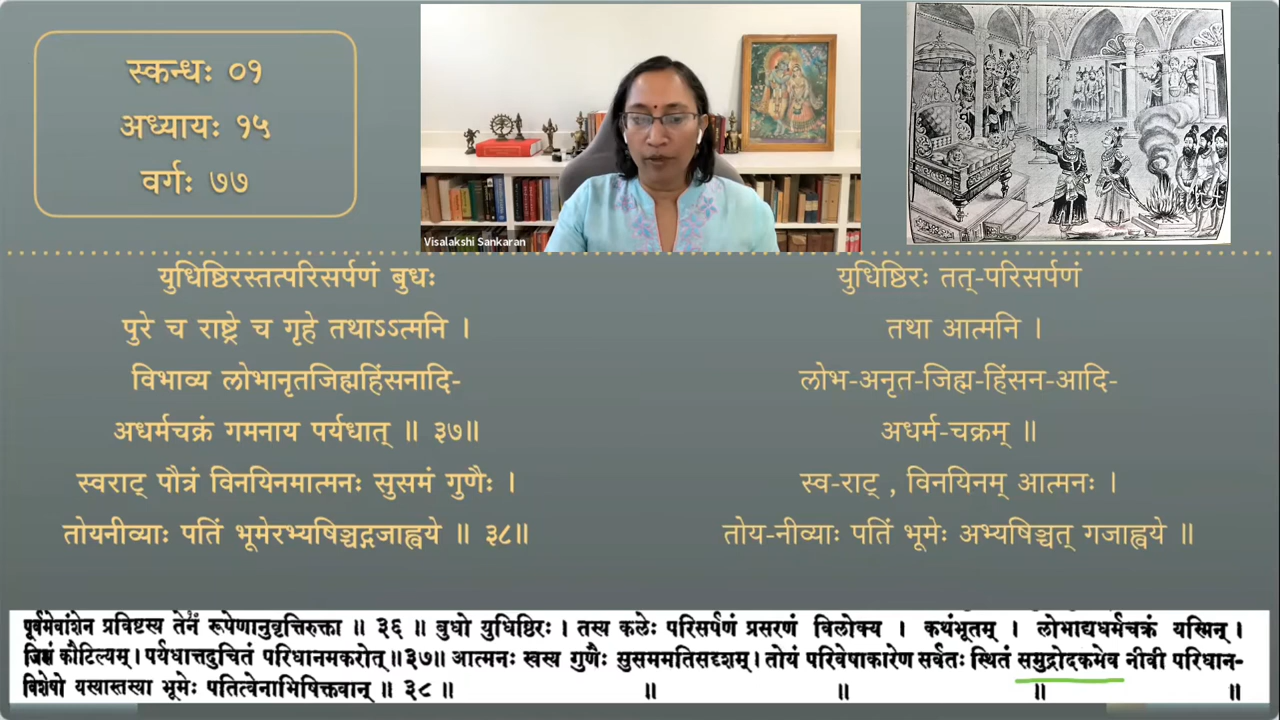 स्कन्धः ०१
अध्यायः १५
वर्गः ७७
Visalakshi Sankaran
युधिष्ठिरस्तत्परिसर्पणं बुधः
पुरे च राष्ट्रे च गृहे तथाऽऽत्मनि ।
विभाव्य लोभानृतजिह्महिंसनादि-
अधर्मचक्रं गमनाय पर्यधात् ॥ ३७॥
स्वराट् पौत्रं विनयिनमात्मनः सुसमं गुणैः ।
तोयनीव्याः पतिं भूमेरभ्यषिञ्चद्गजाह्वये ॥ ३८॥
युधिष्ठिरः तत्-परिसर्पणं
तथा आत्मनि ।
लोभ-अनृत-जिह्म-हिंसन-आदि-
अधर्म-चक्रम् ॥
स्व-राट् , विनयिनम् आत्मनः ।
तोय-नीव्याः पतिं भूमेः अभ्यषिञ्चत् गजाह्वये ॥
पूर्वमेवांशेन प्रविष्टस्य तेन रूपेणानुवृत्तिरुक्ता ॥ ३६ ॥ बुधो युधिष्ठिरः । तस्य कलेः परिसर्पणं प्रसरणं विलोक्य । कथंभूतम् । लोभाद्यधर्मचक्रं यस्मिन् ।
जिह्मं कौटिल्यम् । पर्यधात्तदुचितं परिधानमकरोत् ॥ ३७॥ आत्मनः स्वस्य गुणैः सुसममतिसदृशम् । तोयं परिवेषाकारेण सर्वतः स्थितं समुद्रोदकमेव नीवी परिधान-
विशेषो यस्यास्तस्या भूमेः पतित्वेनाभिषिक्तवान् ॥ ३८ ॥ ॥ ॥ ॥ ॥